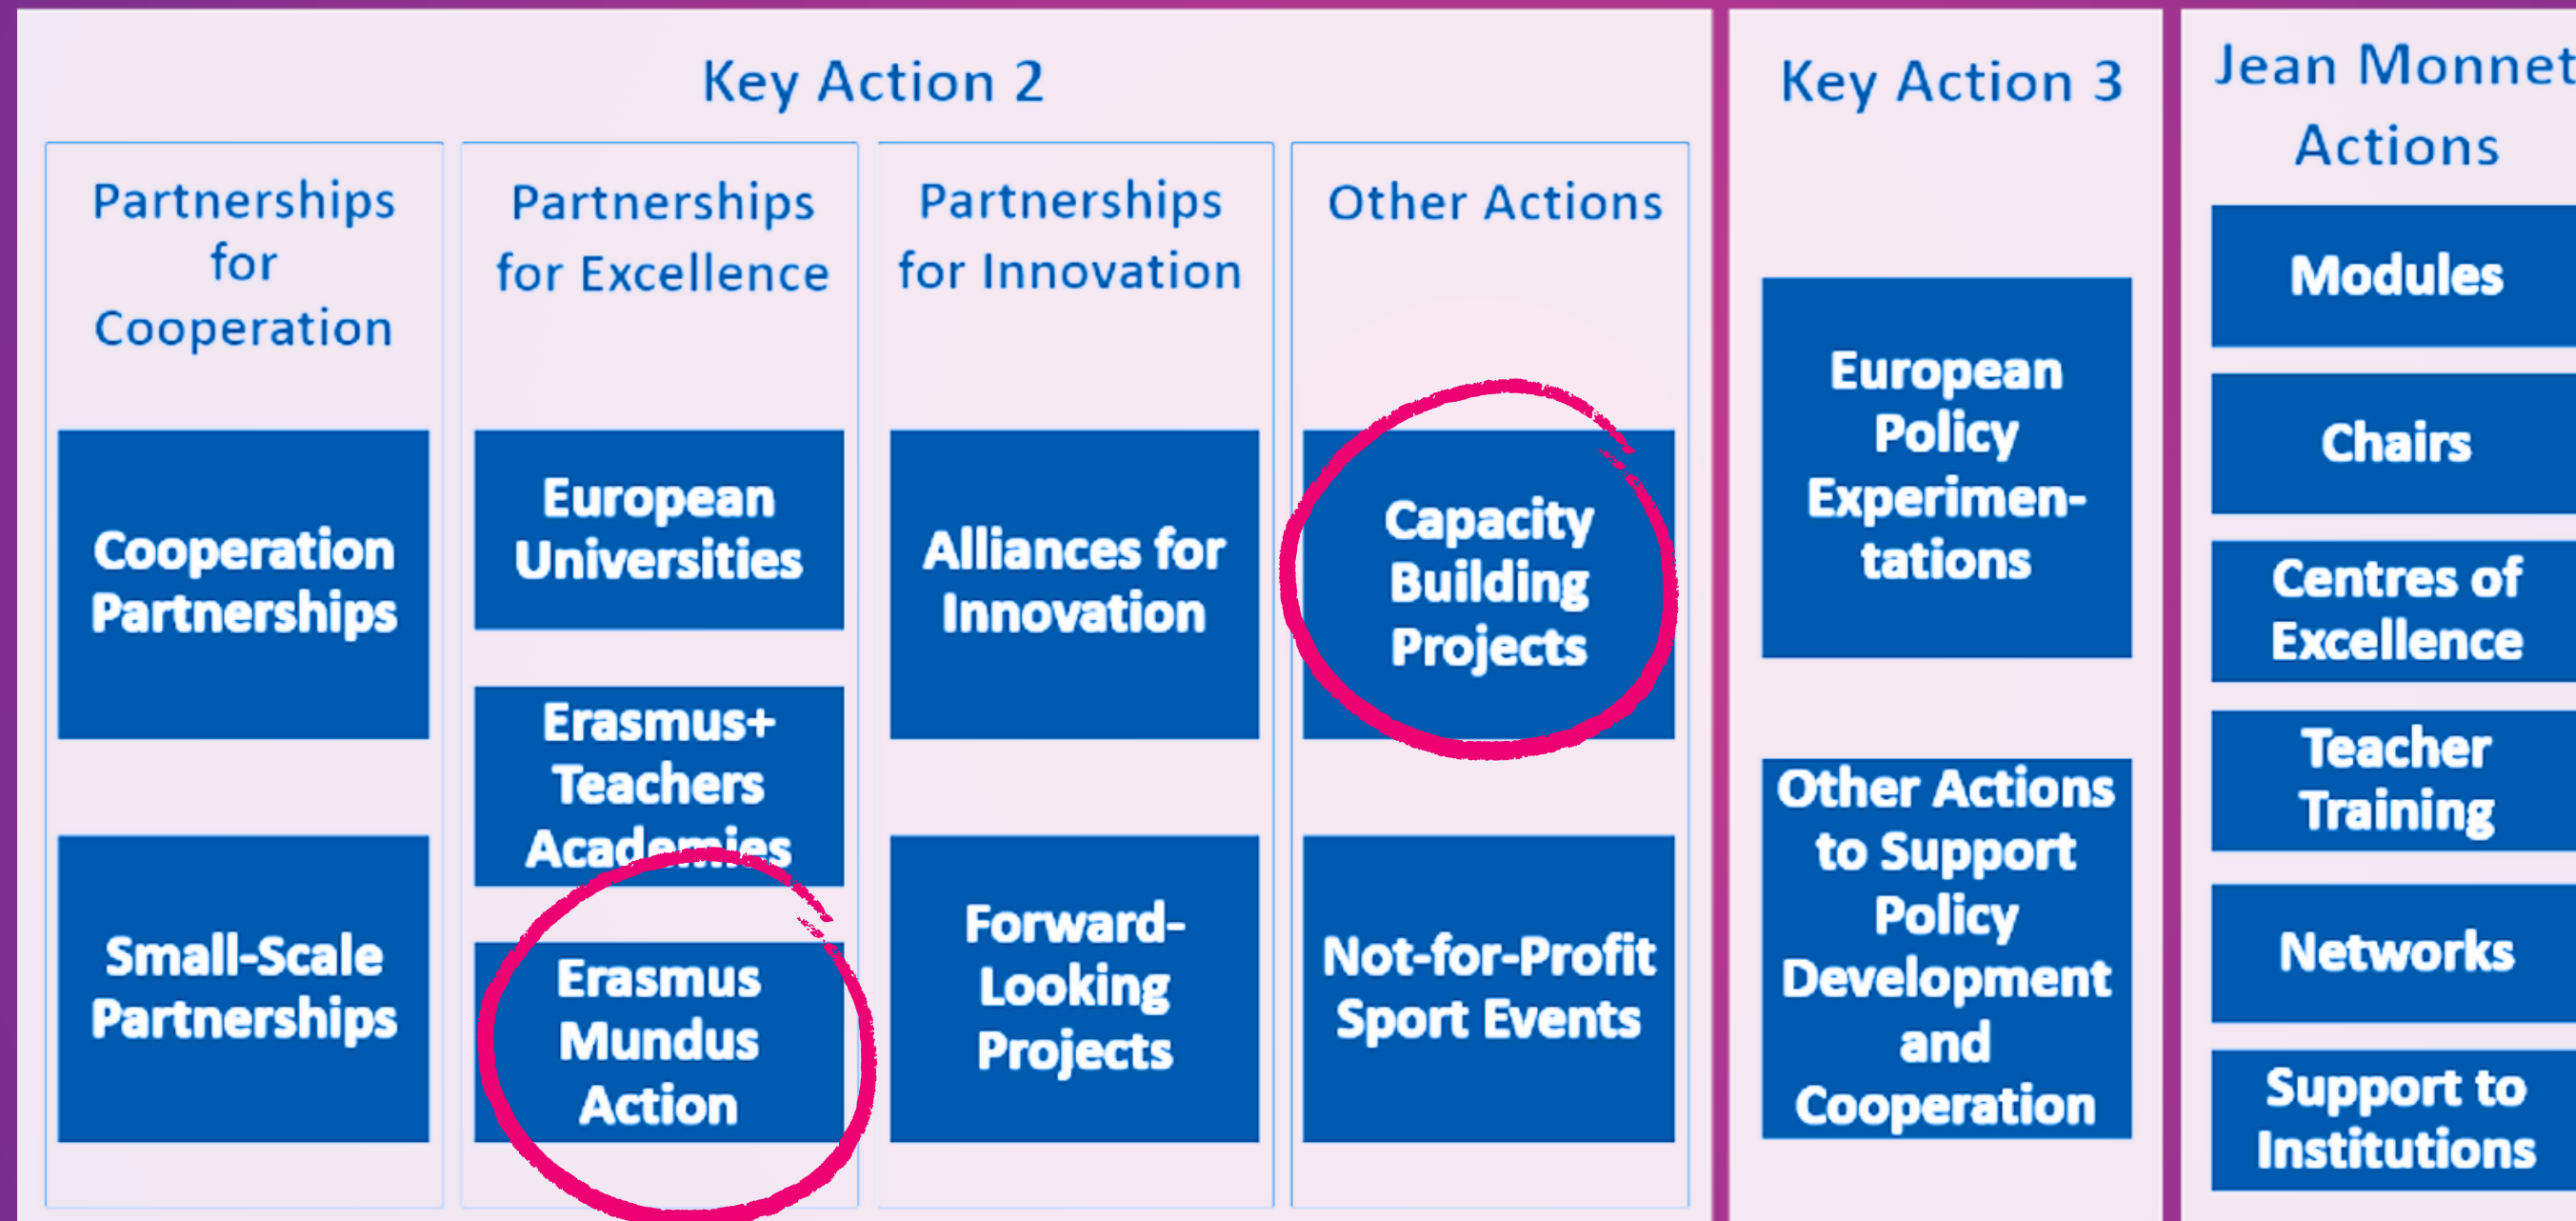 Key Action 2
Partnerships
for
Cooperation
Cooperation
Partnerships
Small-Scale
Partnerships
Partnerships
for Excellence
European
Universities
Erasmus+
Teachers
Academies
Erasmus
Mundus
Action
Partnerships
for Innovation
Alliances for
Innovation
Forward-
Looking
Projects
Other Actions
Capacity
Building
Projects
Not-for-Profit
Sport Events
Key Action 3
European
Policy
Experimen-
tations
Other Actions
to Support
Policy
Development
and
Cooperation
Jean Monnet
Actions
Modules
Chairs
Centres of
Excellence
Teacher
Training
Networks
Support to
Institutions